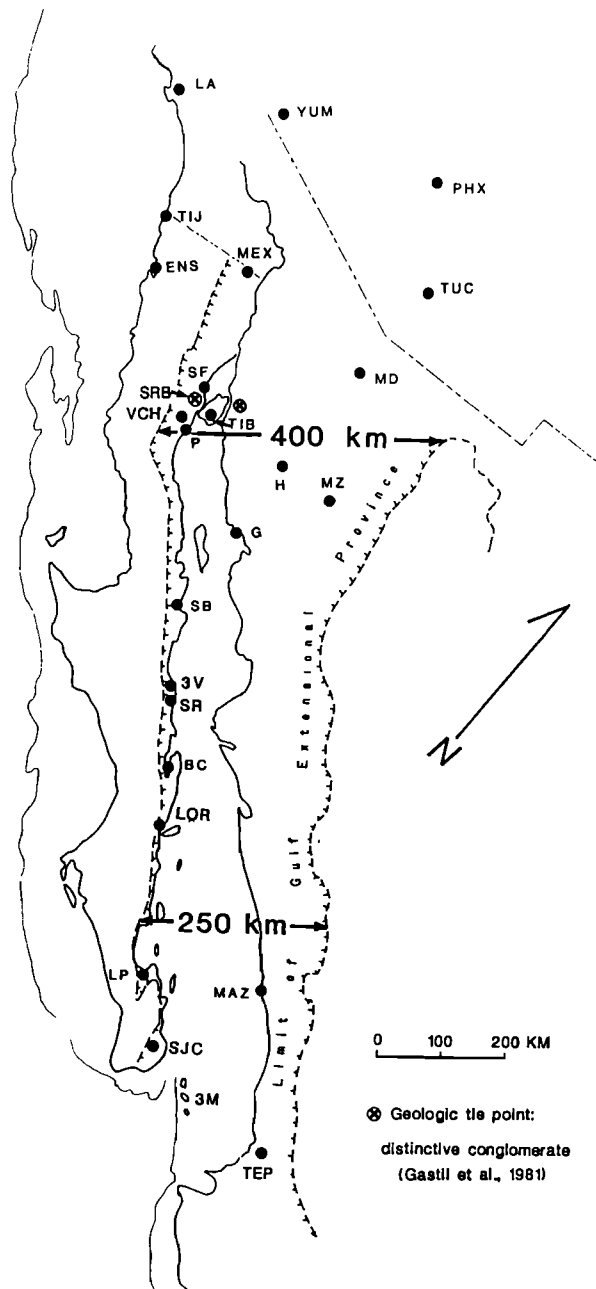 LA
YUM
PHX
TIJ
MEX
ENS
TUC
MD
SF
SRB
VCH
TIB
P
400 km
H
MZ
G
SB
3V
SR
BC
LOR
Limit of Gulf Extensional Province
N
250 km
LP
MAZ
SJC
3M
TEP
0 200 KM
Geologic tie point:
distinctive conglomerate
(Gastil et al., 1981)